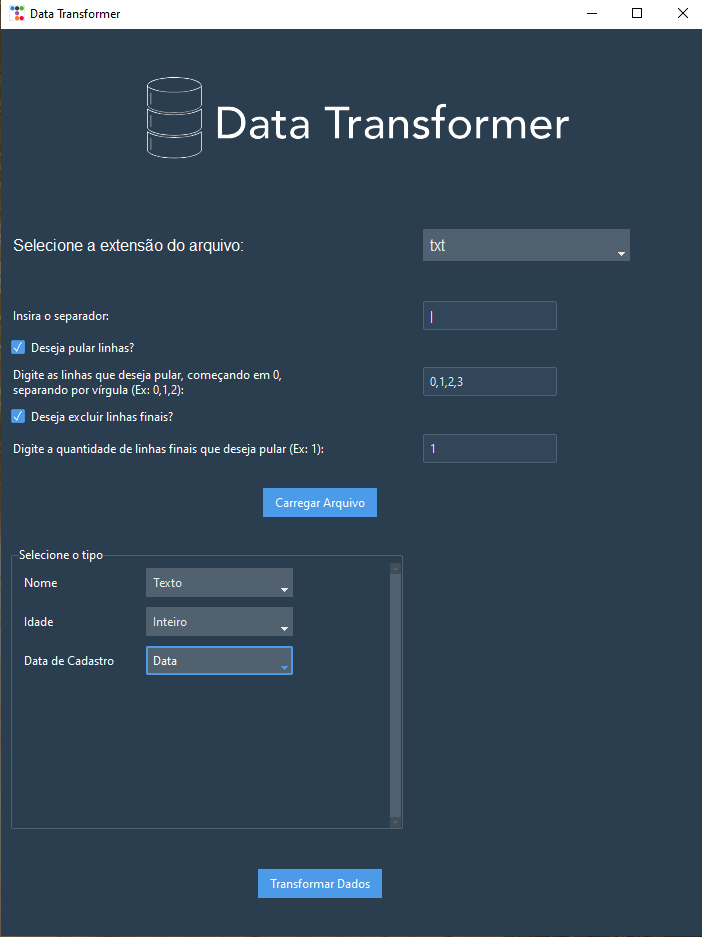 Data Transformer
Data Transformer
Selecione a extensão do arquivo:
txt
Insira o separador:
|
Deseja pular linhas?
Digite as linhas que deseja pular, começando em 0,
separando por vírgula (Ex: 0,1,2):
0,1,2,3
Deseja excluir linhas finais?
Digite a quantidade de linhas finais que deseja pular (Ex: 1):
1
Carregar Arquivo
Selecione o tipo
Nome
Texto
Idade
Inteiro
Data de Cadastro
Data
Transformar Dados